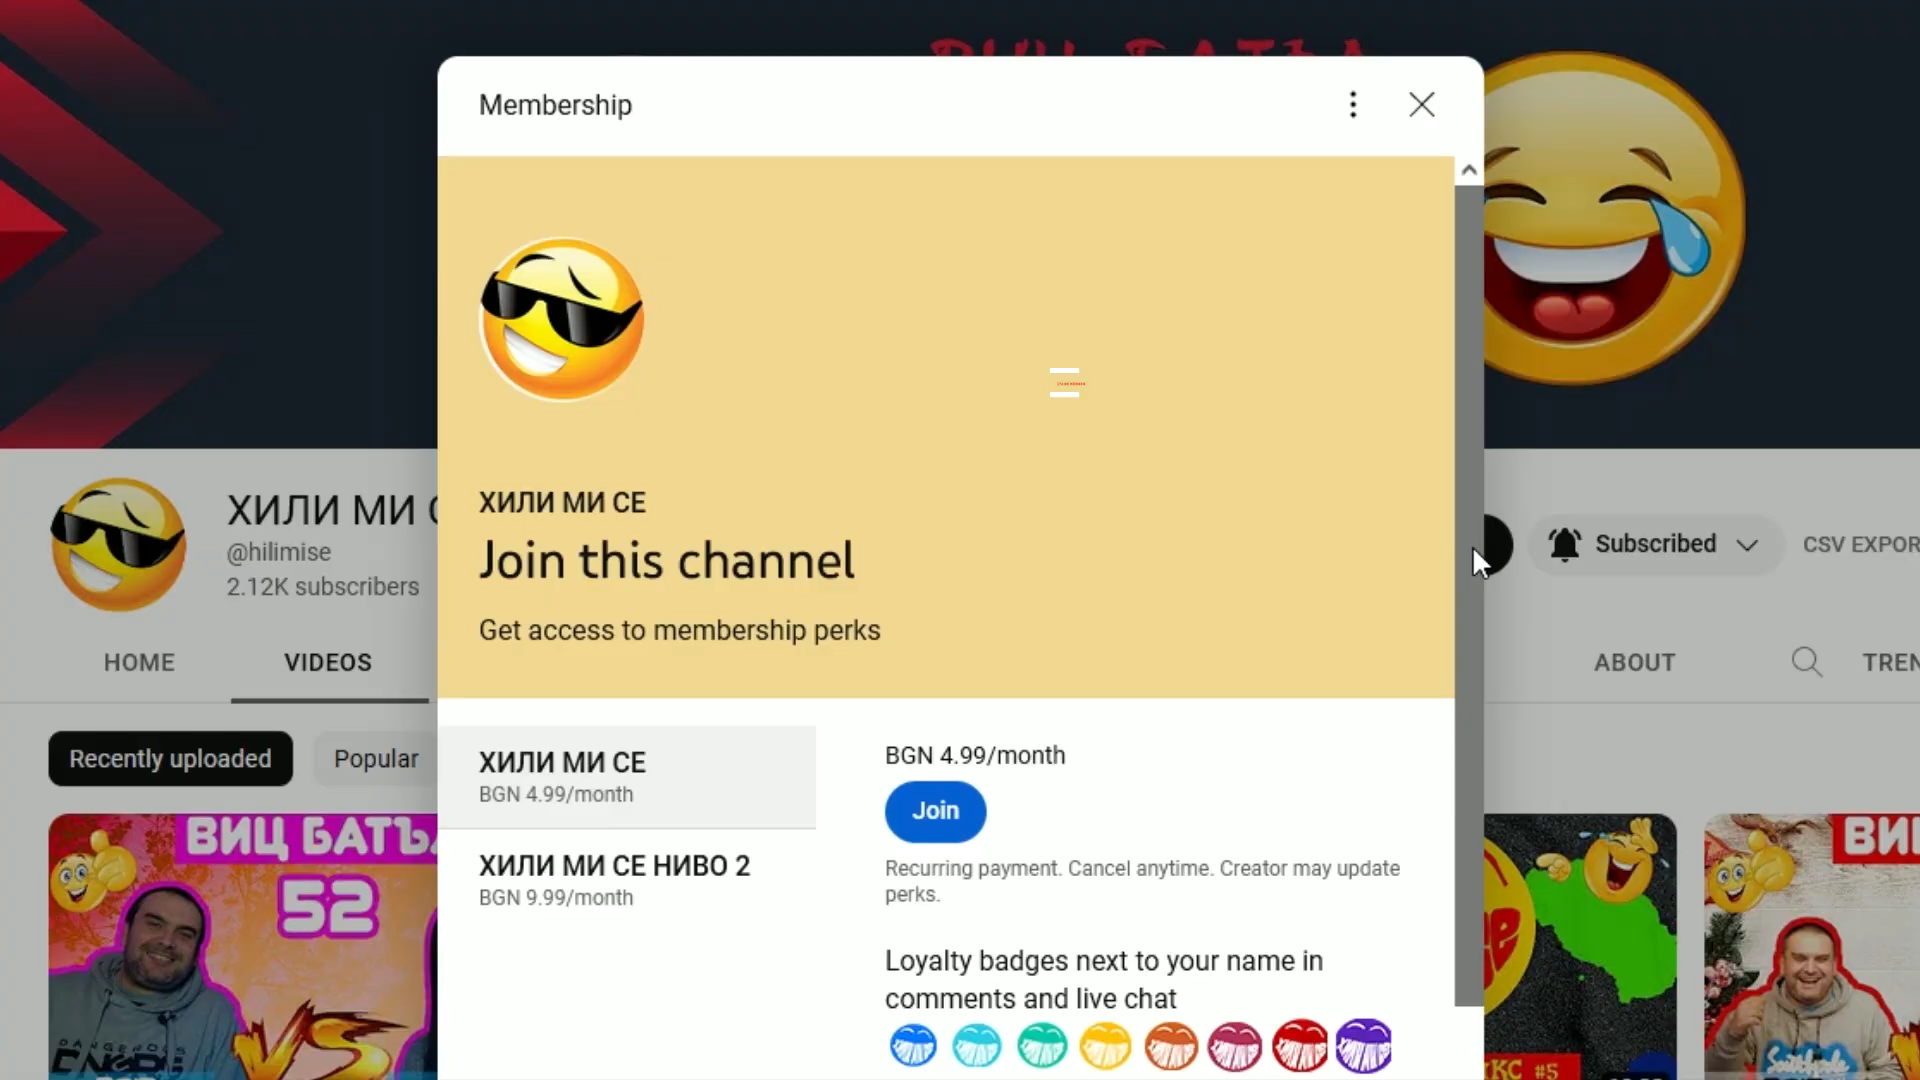 Membership
ХИЛИ МИ СЕ
Join this channel
Get access to membership perks
ХИЛИ МИ СЕ
BGN 4.99/month
ХИЛИ МИ СЕ НИВО 2
BGN 9.99/month
BGN 4.99/month
Join
Recurring payment. Cancel anytime. Creator may update
perks.
Loyalty badges next to your name in
comments and live chat
ХИЛИ МИ
@hilimise
2.12K subscribers
Subscribed
CSV EXPOR
HOME
VIDEOS
ABOUT
TREN
Recently uploaded
Popular
ВИЦ БАТЪ
52
VS
#5